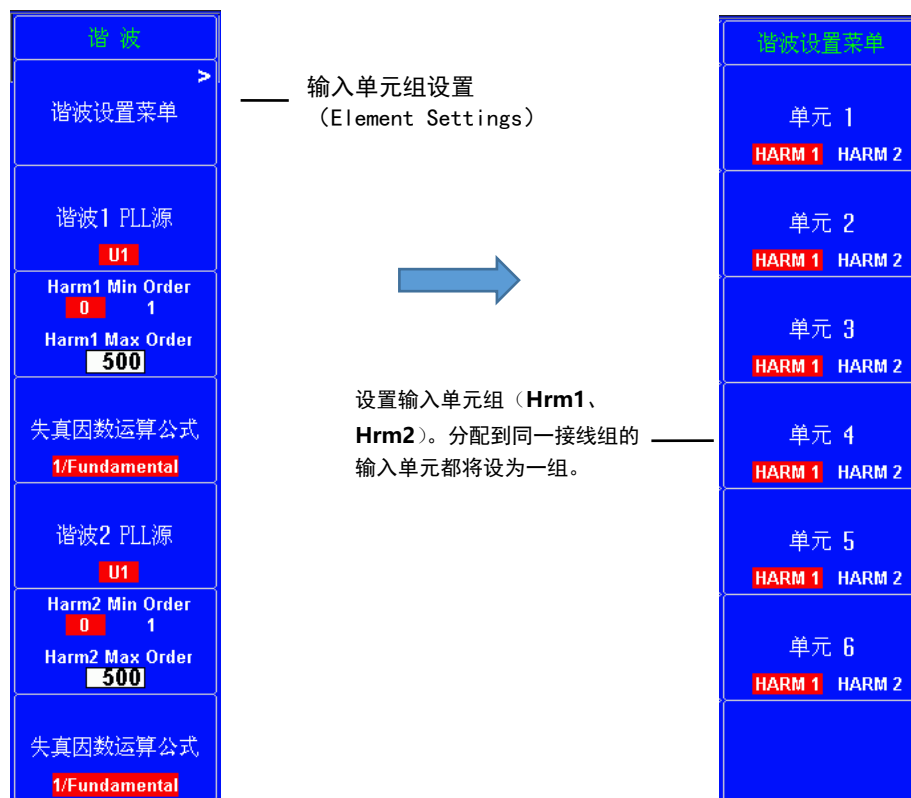 谐 波
>
谐波设置菜单
谐波1 PLL源
U1
Harm1 Min Order
0 1
Harm1 Max Order
500
失真因数运算公式
1/Fundamental
谐波2 PLL源
U1
Harm2 Min Order
0 1
Harm2 Max Order
500
失真因数运算公式
1/Fundamental
输入单元组设置
（Element Settings）
设置输入单元组（Hrm1、
Hrm2）。分配到同一接线组的
输入单元都将设为一组。
谐波设置菜单
单元 1
HARM 1 HARM 2
单元 2
HARM 1 HARM 2
单元 3
HARM 1 HARM 2
单元 4
HARM 1 HARM 2
单元 5
HARM 1 HARM 2
单元 6
HARM 1 HARM 2